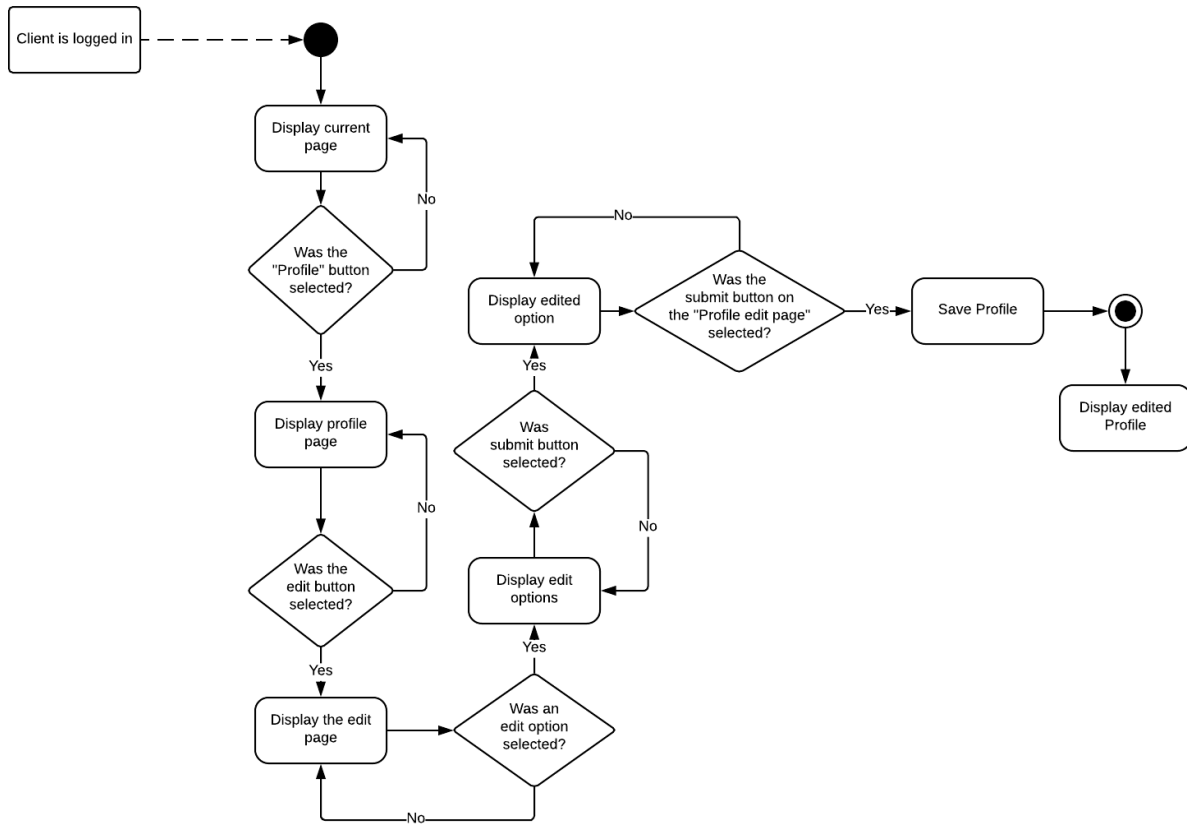 Client is logged in
Display current
page
No
Was the
"Profile" button
selected?
Yes
Display profile
page
No
Was the
edit button
selected?
Yes
Display the edit
page
No
Was an
edit option
selected?
Yes
Display edit
options
No
Was
submit button
selected?
Yes
Display edited
option
No
Was the
submit button on
the "Profile edit page"
selected?
Yes
Save Profile
Display edited
Profile